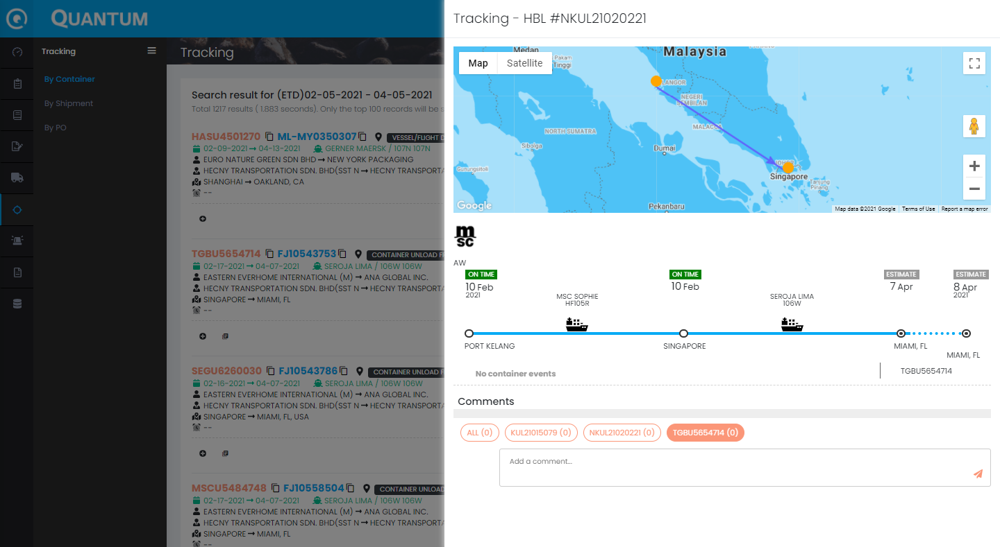 QUANTUM
Tracking
By Container
By Shipment
By PO
Tracking
Search result for (ETD)02-05-2021 - 04-05-2021
Total 1217 results ( 1.883 seconds). Only the top 100 records will be s
HASU4501270 ML-MY0350307 VESSEL/FLIGHT D
02-09-2021 → 04-13-2021 GERNER MAERSK / 107N 107N
EURO NATURE GREEN SDN BHD → NEW YORK PACKAGING
HECNY TRANSPORTATION SDN. BHD(SST N → HECNY TRANSPORTA
SHANGHAI → OAKLAND, CA
--
TGBU5654714 FJ10543753 CONTAINER UNLOAD F
02-17-2021 → 04-07-2021 SEROJA LIMA / 106W 106W
EASTERN EVERHOME INTERNATIONAL (M) → ANA GLOBAL INC.
HECNY TRANSPORTATION SDN. BHD(SST N → HECNY TRANSPORTA
SINGAPORE → MIAMI, FL
--
SEGU6260030 FJ10543786 CONTAINER UNLOAD F
02-16-2021 → 04-07-2021 SEROJA LIMA / 106W 106W
EASTERN EVERHOME INTERNATIONAL (M) → ANA GLOBAL INC.
HECNY TRANSPORTATION SDN. BHD(SST N → HECNY TRANSPORTA
SINGAPORE → MIAMI, FL, USA
--
MSCU5484748 FJ10558504 CONTAINER UNLOAD
02-17-2021 → 04-07-2021 SEROJA LIMA / 106W 106W
EASTERN EVERHOME INTERNATIONAL (M) → ANA GLOBAL INC.
HECNY TRANSPORTATION SDN. BHD(SST N → HECNY TRANSPORTA
SINGAPORE → MIAMI, FL
--
Tracking - HBL #NKUL21020221
Map Satellite
Medan
Pakam
Tinggi
Malaysia
LANGOR
NEGERI
SEMBILAN
MALACCA
NORTH SUMATRA
Sibolga
Dumai
Gunungsitoli
JOHOR
Singapore
Tanjung
Pinang
Pekanbaru
Google
Map data ©2021 Google Terms of Use Report a map error
m
SC
AW
ON TIME ON TIME ESTIMATE ESTIMATE
10 Feb 10 Feb 7 Apr 8 Apr
2021 2021
MSC SOPHIE SEROJA LIMA
HF105R 106W
PORT KELANG SINGAPORE MIAMI, FL
MIAMI, FL
No container events TGBU5654714
Comments
ALL (0) KUL21015079 (0) NKUL21020221 (0) TGBU5654714 (0)
Add a comment...